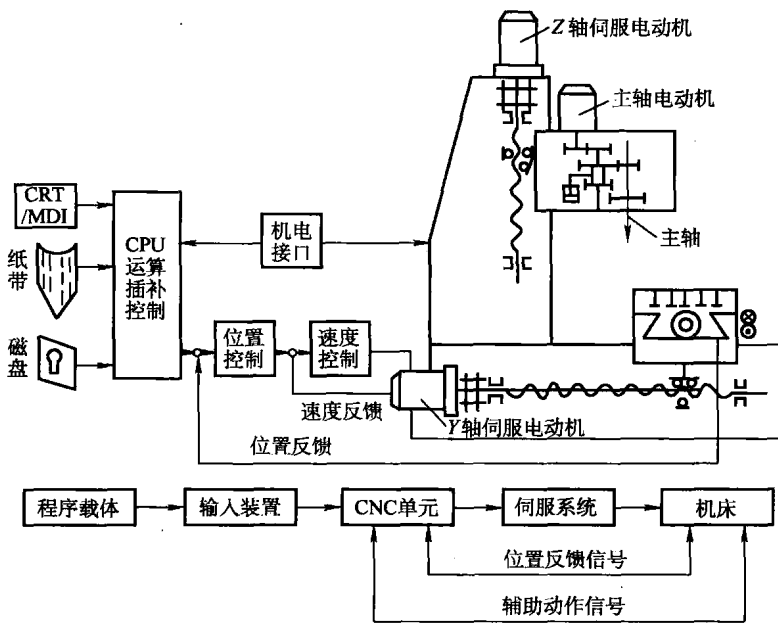 Z轴伺服电动机
主轴电动机
CRT
/MDI
纸
带
磁
盘
CPU
运算
插补
控制
机电
接口
主轴
位置
控制
速度
控制
速度反馈
Y轴伺服电动机
位置反馈
程序载体
输入装置
CNC单元
伺服系统
机床
位置反馈信号
辅助动作信号